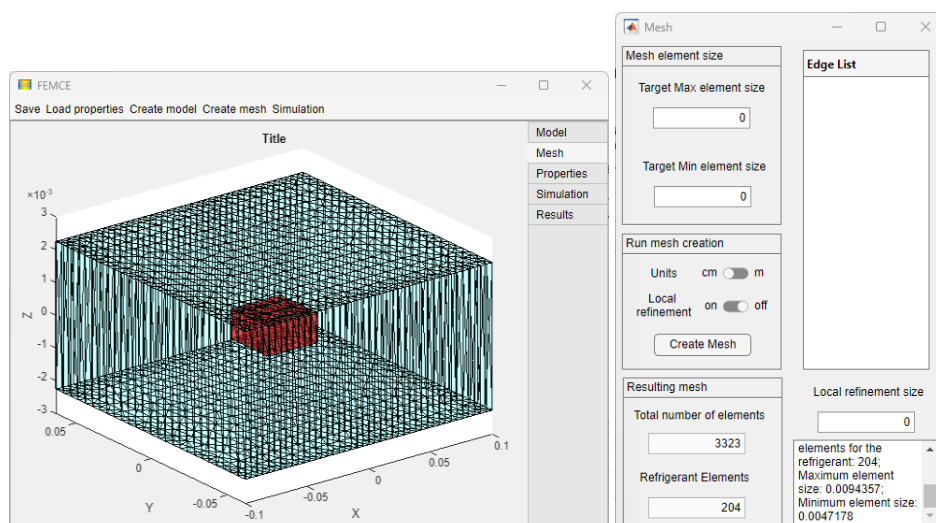 FEMCE
Save Load properties Create model Create mesh Simulation
Title
Model
Mesh
Properties
Simulation
Results
×10⁻³
3
2
1
0
-1
-2
-3
Z
0.05
0
-0.05
Y
-0.1
-0.05
0
0.05
0.1
X
Mesh
Mesh element size
Target Max element size
0
Target Min element size
0
Run mesh creation
Units cm m
Local
refinement
on off
Create Mesh
Resulting mesh
Total number of elements
3323
Refrigerant Elements
204
Edge List
Local refinement size
0
elements for the
refrigerant: 204;
Maximum element
size: 0.0094357;
Minimum element size:
0.0047178